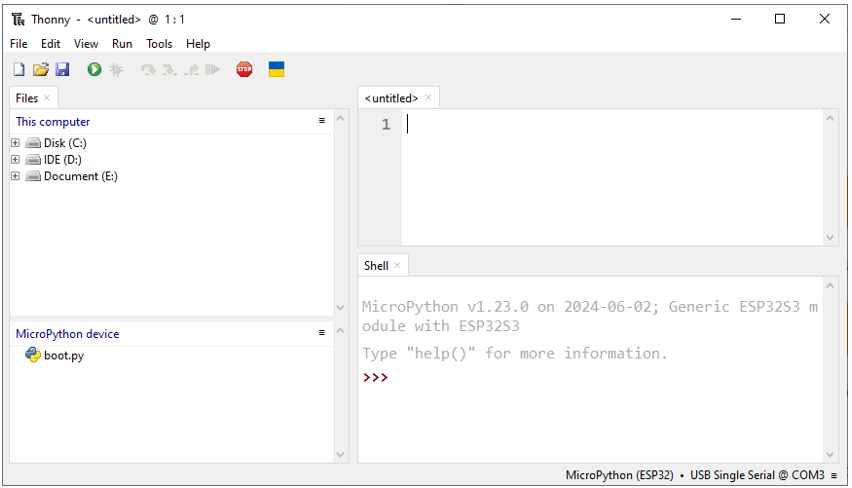 Thonny - <untitled> @ 1 : 1
File Edit View Run Tools Help
STOP
Files ×
This computer ≡
Disk (C:)
IDE (D:)
Document (E:)
MicroPython device ≡
boot.py
<untitled> ×
1
Shell ×
MicroPython v1.23.0 on 2024-06-02; Generic ESP32S3 m
odule with ESP32S3
Type "help()" for more information.
>>>
MicroPython (ESP32) • USB Single Serial @ COM3 ≡